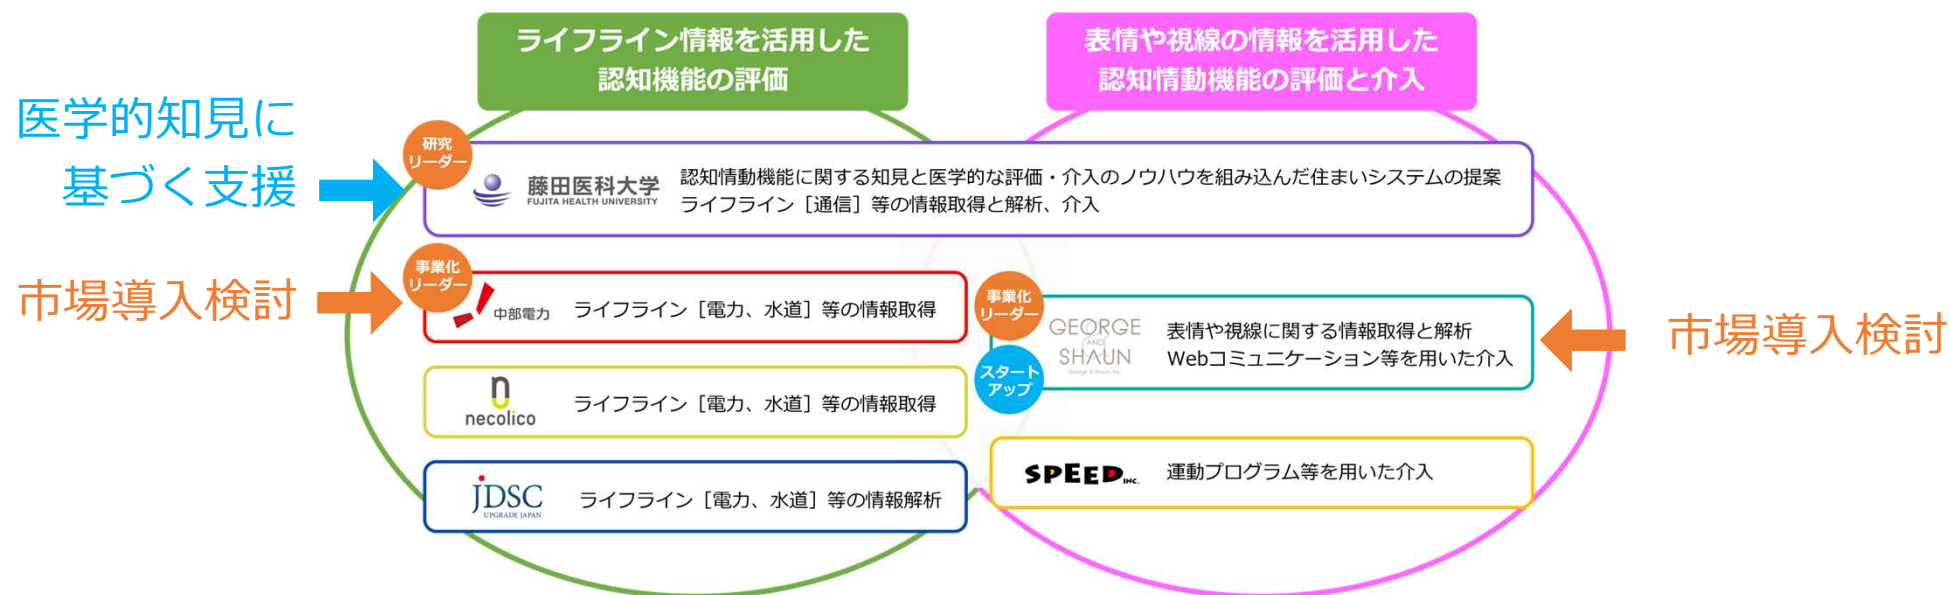 ライフライン情報を活用した
認知機能の評価
表情や視線の情報を活用した
認知情動機能の評価と介入
医学的知見に
基づく支援
研究
リーダー
藤田医科大学
FUJITA HEALTH UNIVERSITY
認知情動機能に関する知見と医学的な評価・介入のノウハウを組み込んだ住まいシステムの提案
ライフライン［通信］等の情報取得と解析、介入
市場導入検討
事業化
リーダー
中部電力
ライフライン［電力、水道］等の情報取得
necolico
ライフライン［電力、水道］等の情報取得
JDSC
UPGRADE JAPAN
ライフライン［電力、水道］等の情報解析
事業化
リーダー
スタート
アップ
GEORGE
AND
SHAUN
George & Shaun, Inc.
表情や視線に関する情報取得と解析
Webコミュニケーション等を用いた介入
市場導入検討
SPEED INC.
運動プログラム等を用いた介入